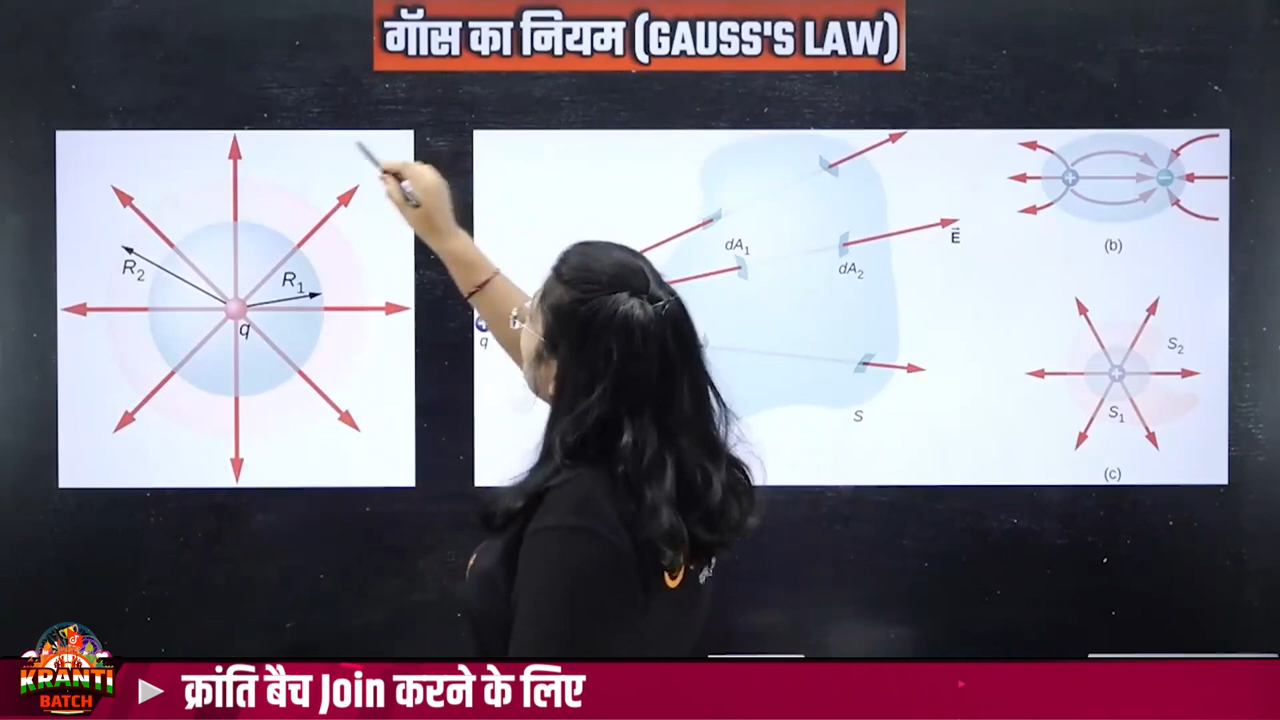 गॉस का नियम (GAUSS'S LAW)
R2
R1
q
q
dA1
dA2
E
S
(b)
S2
S1
(c)
KRANTI
BATCH
क्रांति बैच Join करने के लिए